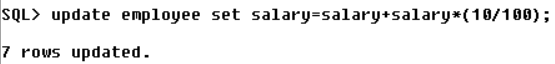 SQL> update employee set salary=salary+salary*(10/100);
7 rows updated.